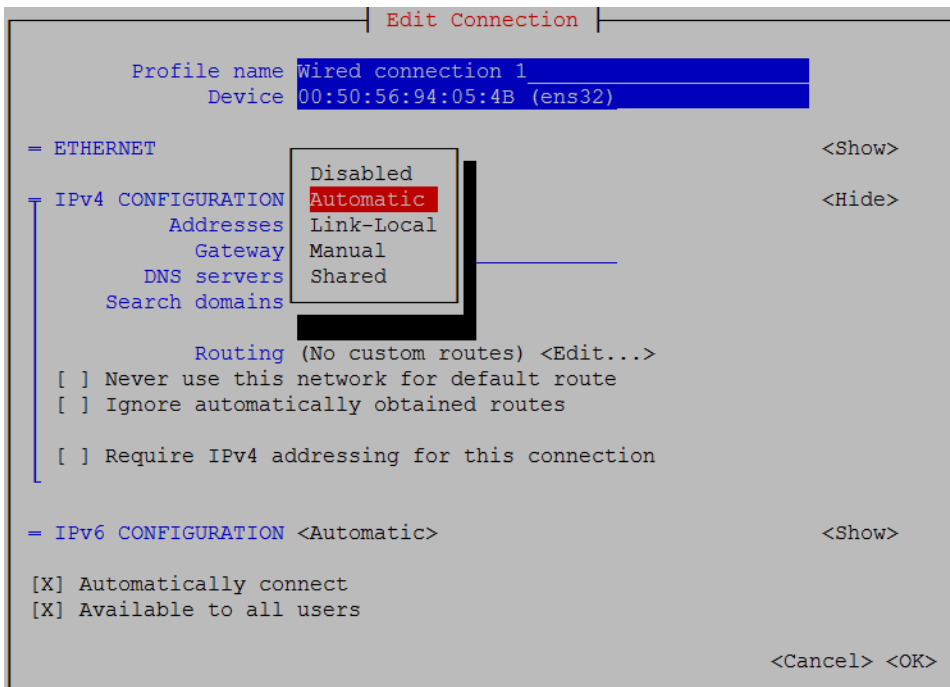 Edit Connection
Profile name Wired connection 1
Device 00:50:56:94:05:4B (ens32)
= ETHERNET <Show>
Disabled
= IPv4 CONFIGURATION Automatic <Hide>
Addresses Link-Local
Gateway Manual
DNS servers Shared
Search domains
Routing (No custom routes) <Edit...>
[ ] Never use this network for default route
[ ] Ignore automatically obtained routes
[ ] Require IPv4 addressing for this connection
= IPv6 CONFIGURATION <Automatic> <Show>
[X] Automatically connect
[X] Available to all users
<Cancel> <OK>